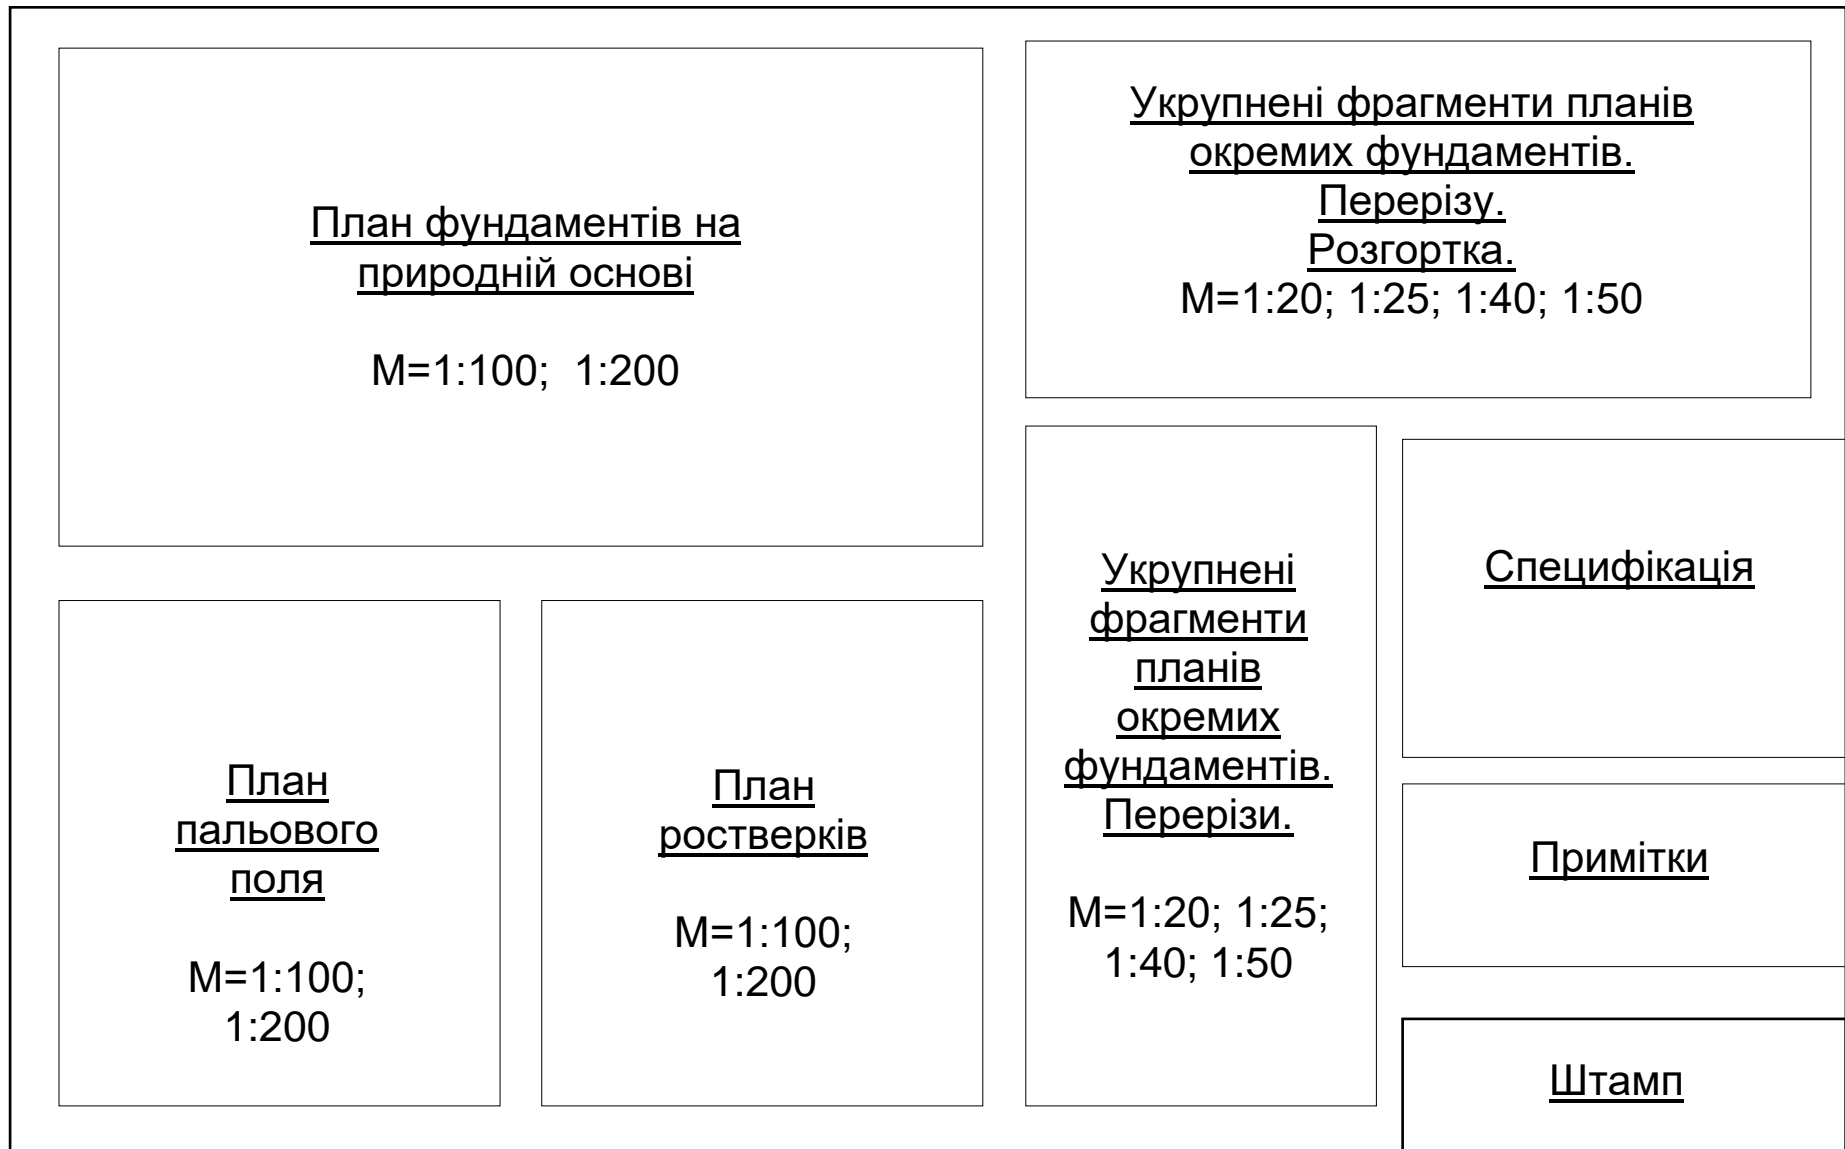 План фундаментів на
природній основі
М=1:100; 1:200
Укрупнені фрагменти планів
окремих фундаментів.
Перерізу.
Розгортка.
М=1:20; 1:25; 1:40; 1:50
План
пальового
поля
М=1:100;
1:200
План
ростверків
М=1:100;
1:200
Укрупнені
фрагменти
планів
окремих
фундаментів.
Перерізи.
М=1:20; 1:25;
1:40; 1:50
Специфікація
Примітки
Штамп